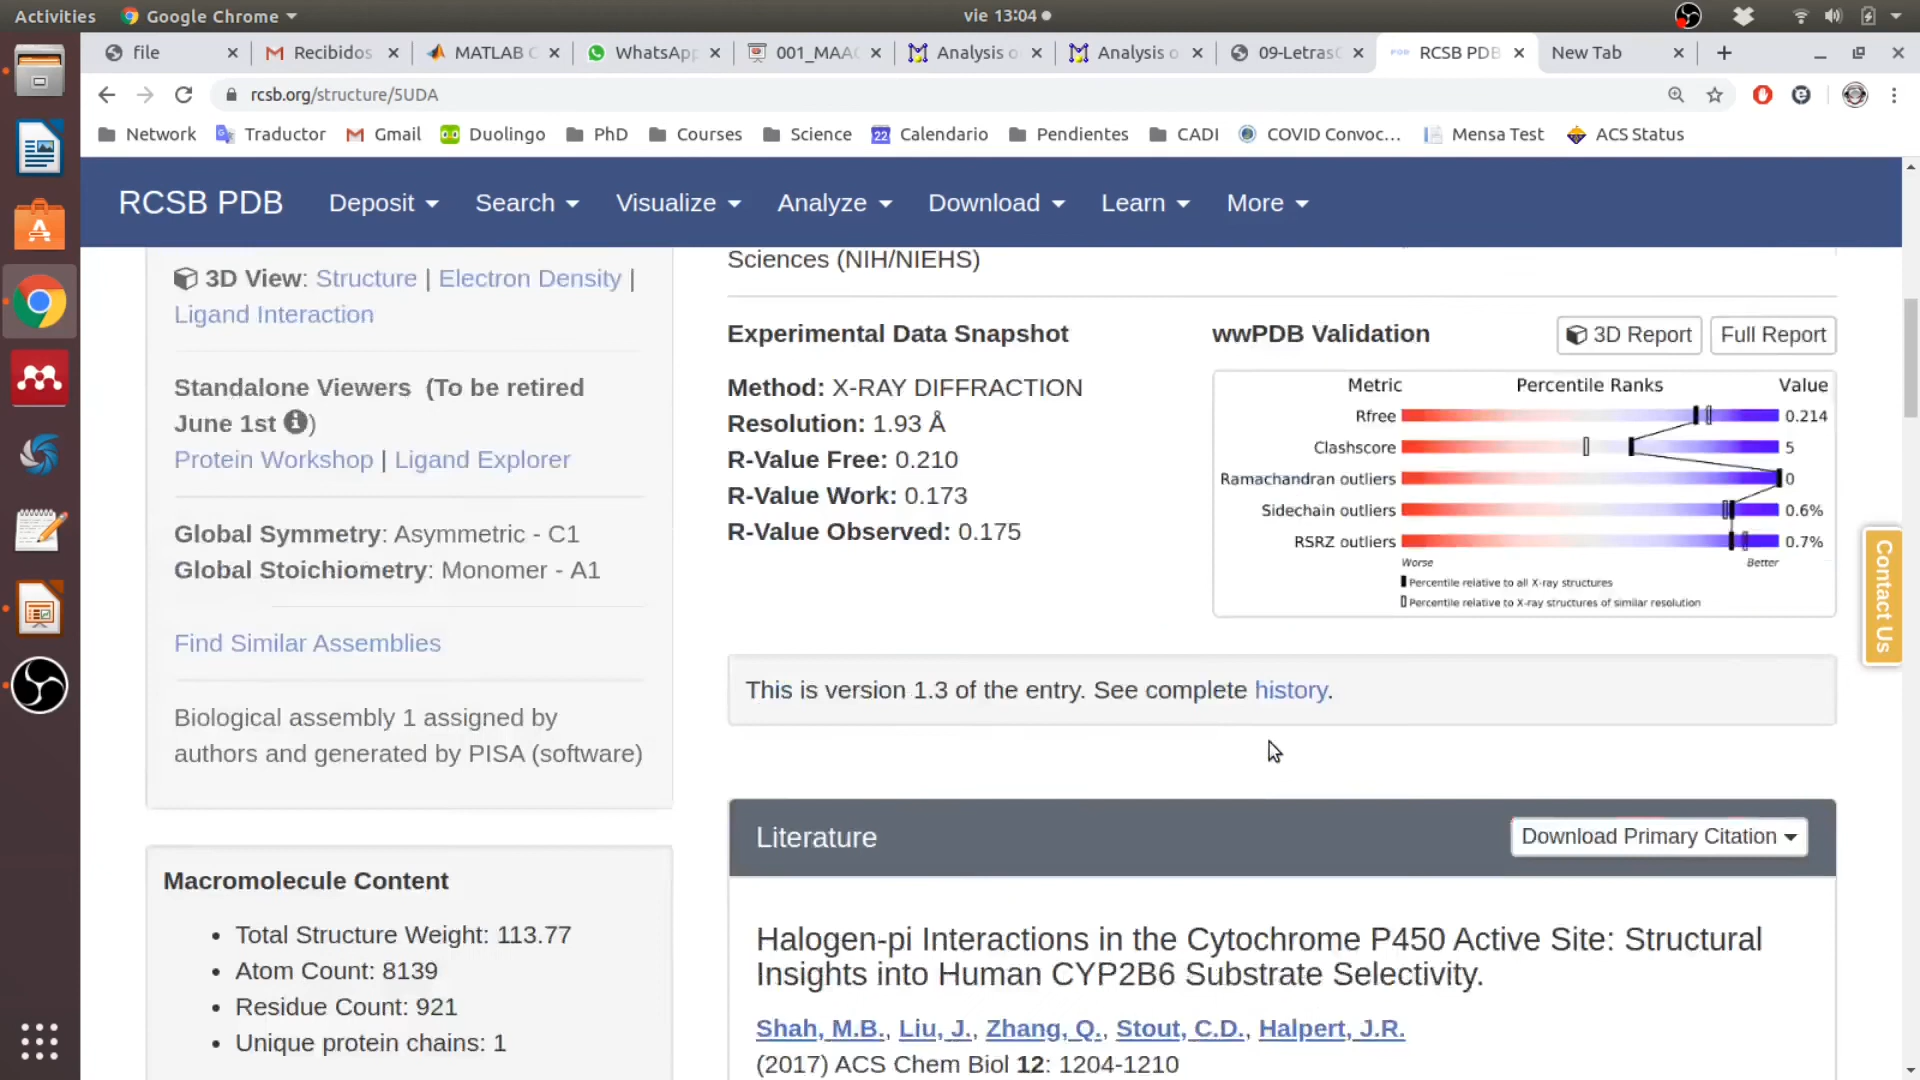 Activities
Google Chrome
vie 13:04
file
Recibidos
MATLAB
WhatsApp
001_MAA
Analysis o
Analysis o
09-Letras
RCSB PDB
New Tab
rcsb.org/structure/5UDA
Network
Traductor
Gmail
Duolingo
PhD
Courses
Science
22
Calendario
Pendientes
CADI
COVID Convoc...
Mensa Test
ACS Status
RCSB PDB
Deposit
Search
Visualize
Analyze
Download
Learn
More
3D View: Structure | Electron Density |
Ligand Interaction
Standalone Viewers (To be retired
June 1st )
Protein Workshop | Ligand Explorer
Global Symmetry: Asymmetric - C1
Global Stoichiometry: Monomer - A1
Find Similar Assemblies
Biological assembly 1 assigned by
authors and generated by PISA (software)
Macromolecule Content
• Total Structure Weight: 113.77
• Atom Count: 8139
• Residue Count: 921
• Unique protein chains: 1
Sciences (NIH/NIEHS)
Experimental Data Snapshot
Method: X-RAY DIFFRACTION
Resolution: 1.93 Å
R-Value Free: 0.210
R-Value Work: 0.173
R-Value Observed: 0.175
wwPDB Validation
3D Report
Full Report
Metric Percentile Ranks Value
Rfree 0.214
Clashscore 5
Ramachandran outliers 0
Sidechain outliers 0.6%
RSRZ outliers 0.7%
Worse Better
Percentile relative to all X-ray structures
Percentile relative to X-ray structures of similar resolution
This is version 1.3 of the entry. See complete history.
Literature
Download Primary Citation
Halogen-pi Interactions in the Cytochrome P450 Active Site: Structural
Insights into Human CYP2B6 Substrate Selectivity.
Shah, M.B., Liu, J., Zhang, Q., Stout, C.D., Halpert, J.R.
(2017) ACS Chem Biol 12: 1204-1210
Contact Us